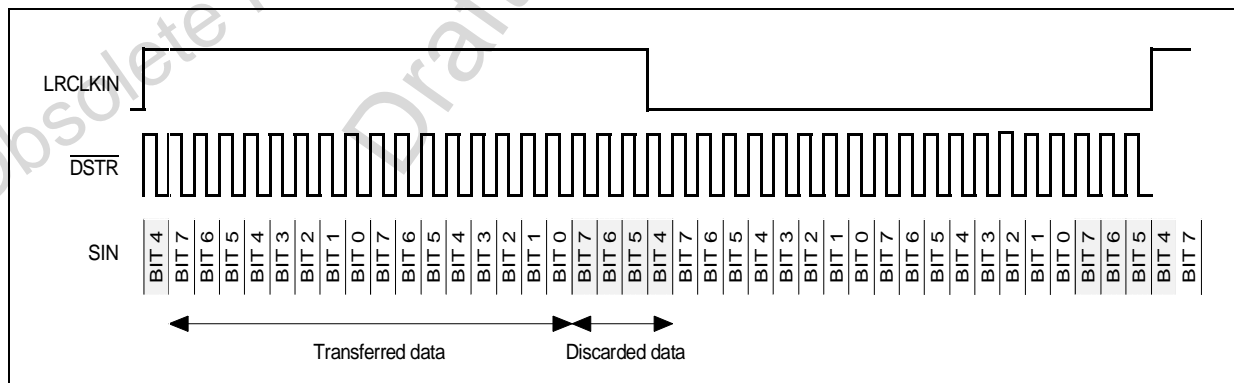 obsolete
Draft
LRCLKIN
DSTR
SIN BIT 4 BIT 7 BIT 6 BIT 5 BIT 4 BIT 3 BIT 2 BIT 1 BIT 0 BIT 7 BIT 6 BIT 5 BIT 4 BIT 3 BIT 2 BIT 1 BIT 0 BIT 7 BIT 6 BIT 5 BIT 4 BIT 7 BIT 6 BIT 5 BIT 4 BIT 3 BIT 2 BIT 1 BIT 0 BIT 7 BIT 6 BIT 5 BIT 4 BIT 3 BIT 2 BIT 1 BIT 0 BIT 7 BIT 6 BIT 5 BIT 4 BIT 7
Transferred data Discarded data